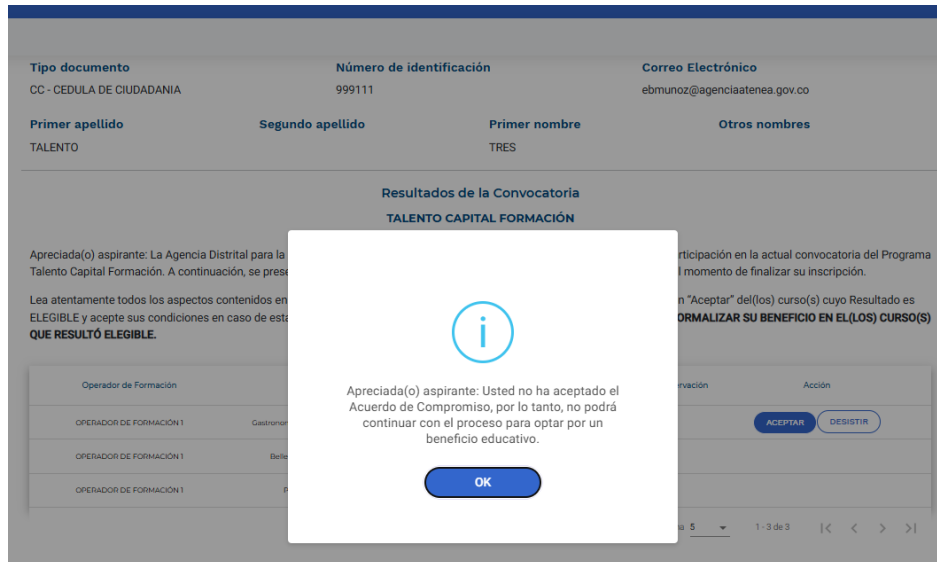 Tipo documento Número de identificación Correo Electrónico
CC - CEDULA DE CIUDADANIA 999111 ebmunoz@agenciaatenea.gov.co
Primer apellido Segundo apellido Primer nombre Otros nombres
TALENTO TRES
Resultados de la Convocatoria
TALENTO CAPITAL FORMACIÓN
Apreciada(o) aspirante: La Agencia Distrital para la rticipación en la actual convocatoria del Programa
Talento Capital Formación. A continuación, se prese l momento de finalizar su inscripción.
Lea atentamente todos los aspectos contenidos en n "Aceptar" del(los) curso(s) cuyo Resultado es
ELEGIBLE y acepte sus condiciones en caso de esta ORMALIZAR SU BENEFICIO EN EL(LOS) CURSO(S)
QUE RESULTÓ ELEGIBLE.
i
Apreciada(o) aspirante: Usted no ha aceptado el
Acuerdo de Compromiso, por lo tanto, no podrá
continuar con el proceso para optar por un
beneficio educativo.
OK
Operador de Formación rvación Acción
OPERADOR DE FORMACIÓN 1 Gastronor ACEPTAR DESISTIR
OPERADOR DE FORMACIÓN 1 Belle
OPERADOR DE FORMACIÓN 1 P
na 5 1 - 3 de 3